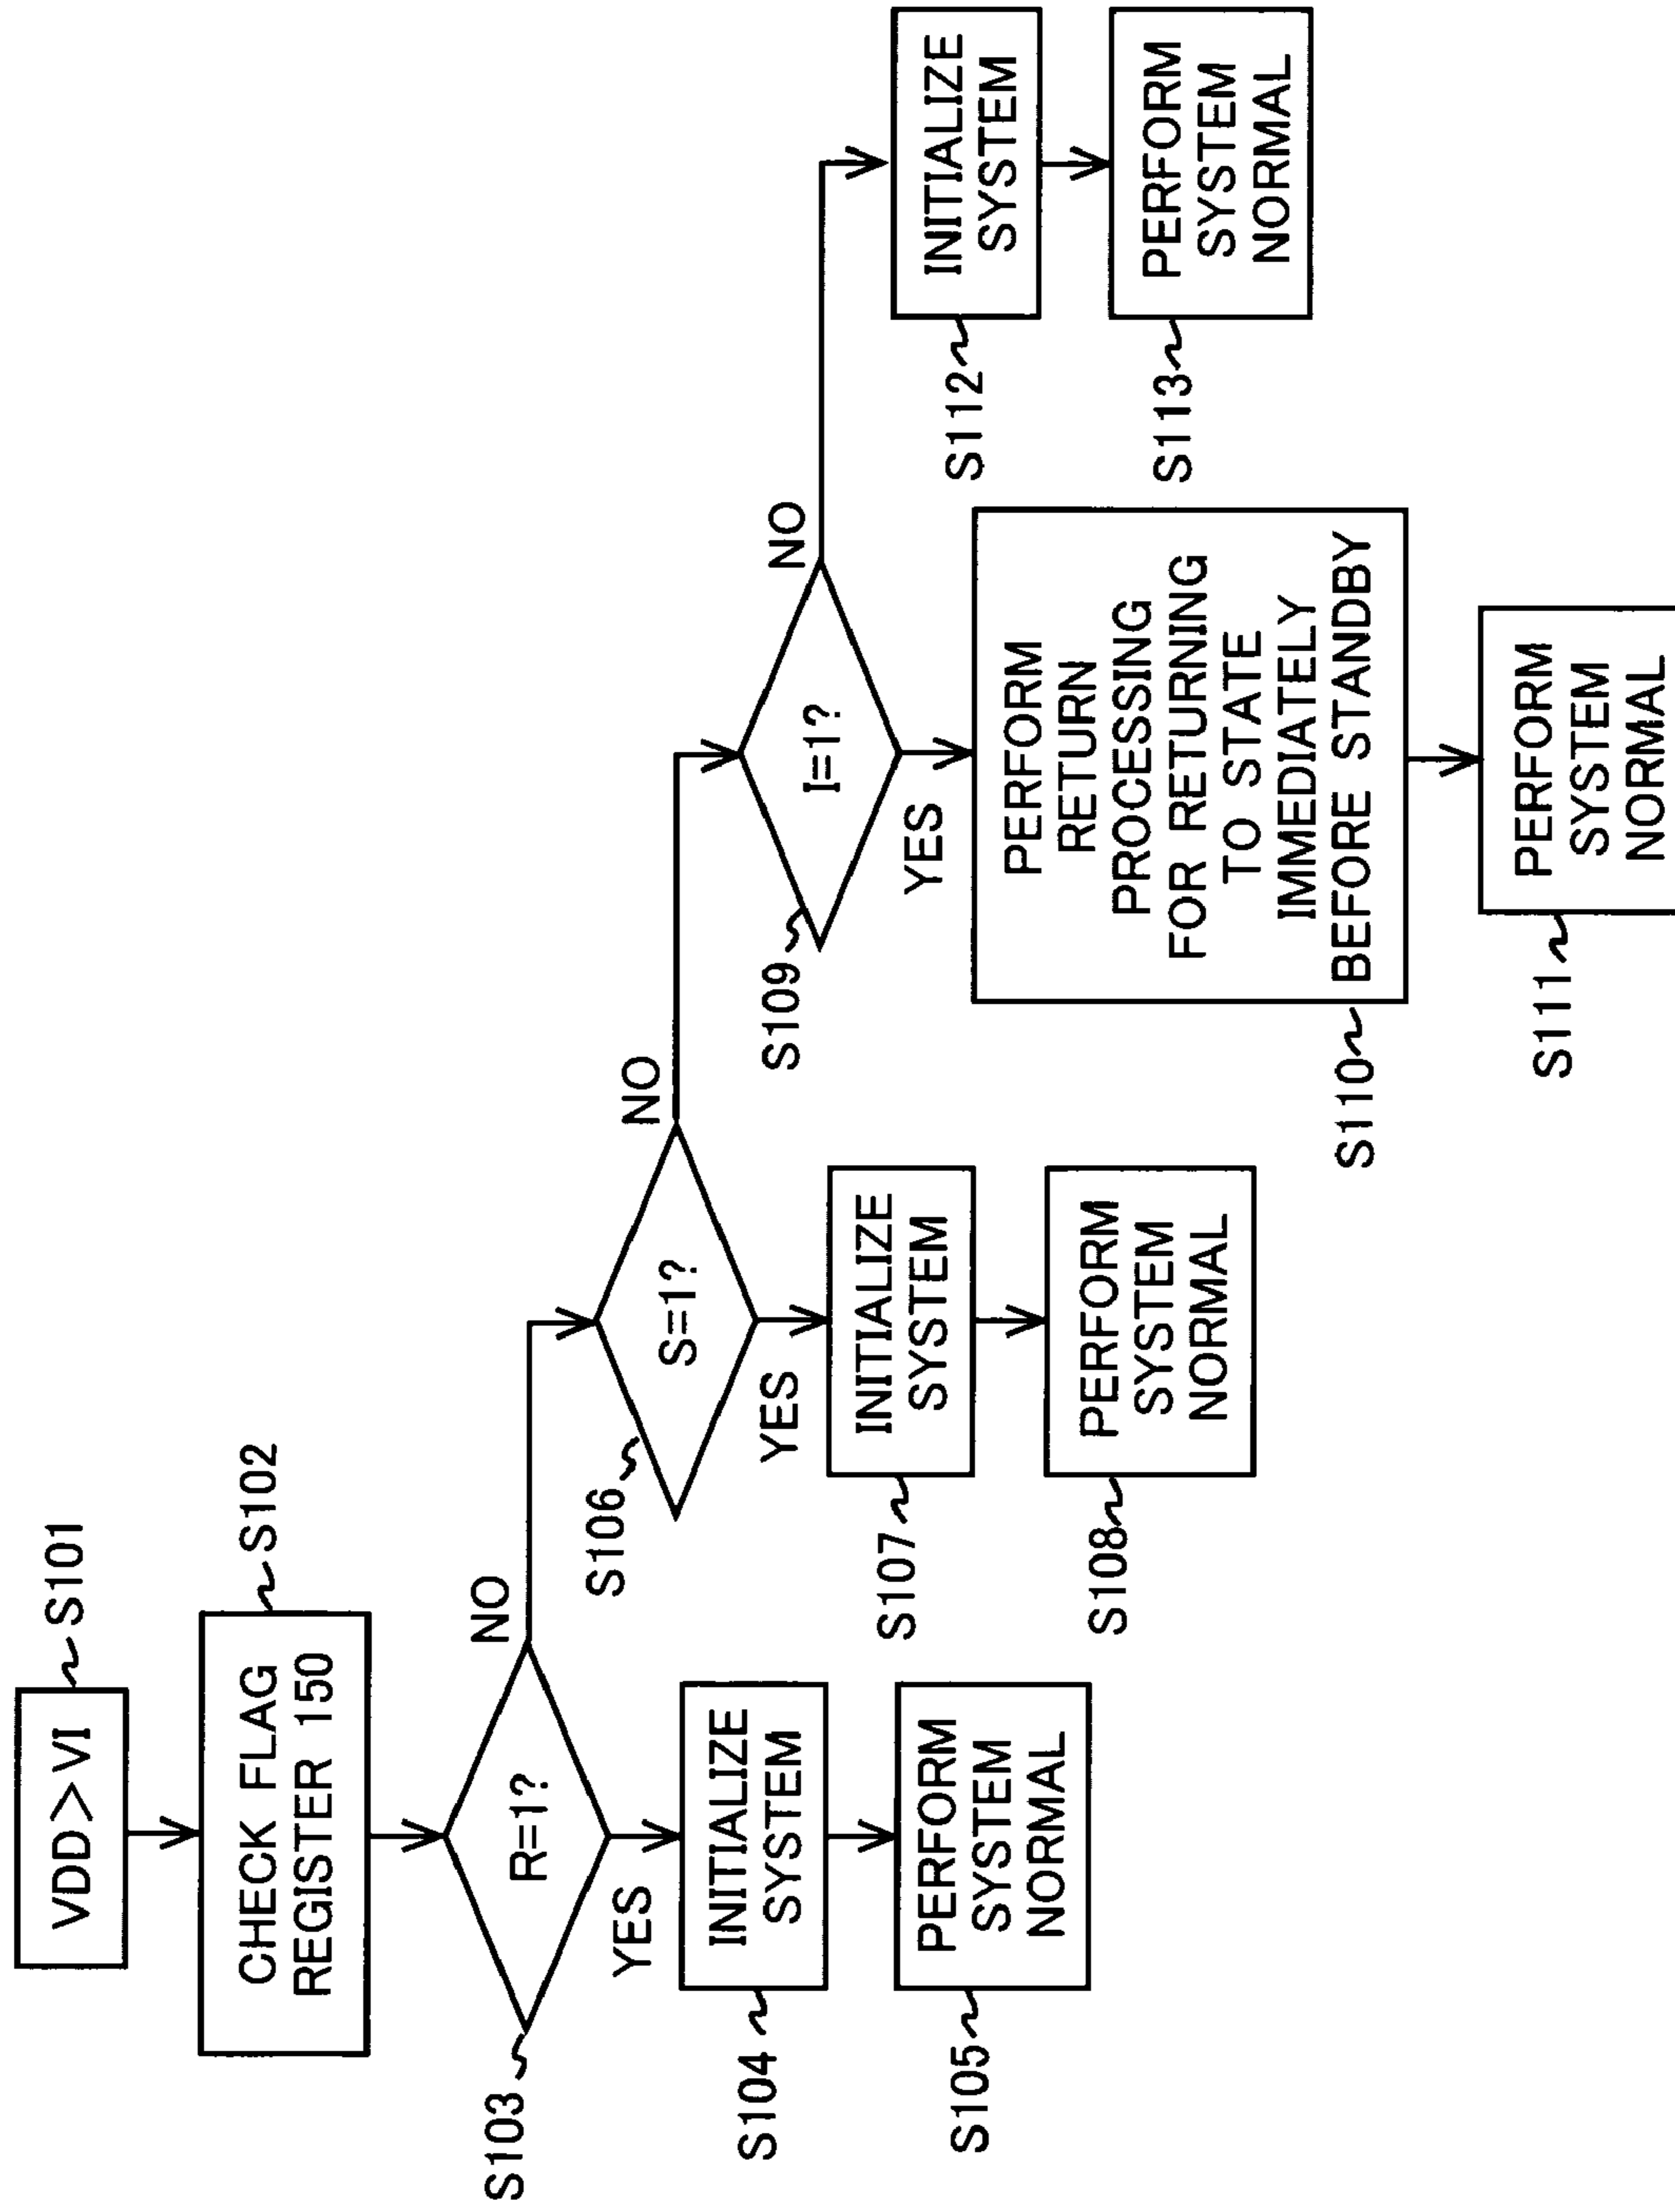 VDD>VI
S101
CHECK FLAG
REGISTER 150
S102
R=1?
S103
YES
NO
INITIALIZE
SYSTEM
S104
PERFORM
SYSTEM
NORMAL
S105
S=1?
S106
YES
NO
INITIALIZE
SYSTEM
S107
PERFORM
SYSTEM
NORMAL
S108
I=1?
S109
YES
NO
PERFORM
RETURN
PROCESSING
FOR RETURNING
TO STATE
IMMEDIATELY
BEFORE STANDBY
S110
PERFORM
SYSTEM
NORMAL
S111
INITIALIZE
SYSTEM
S112
PERFORM
SYSTEM
NORMAL
S113